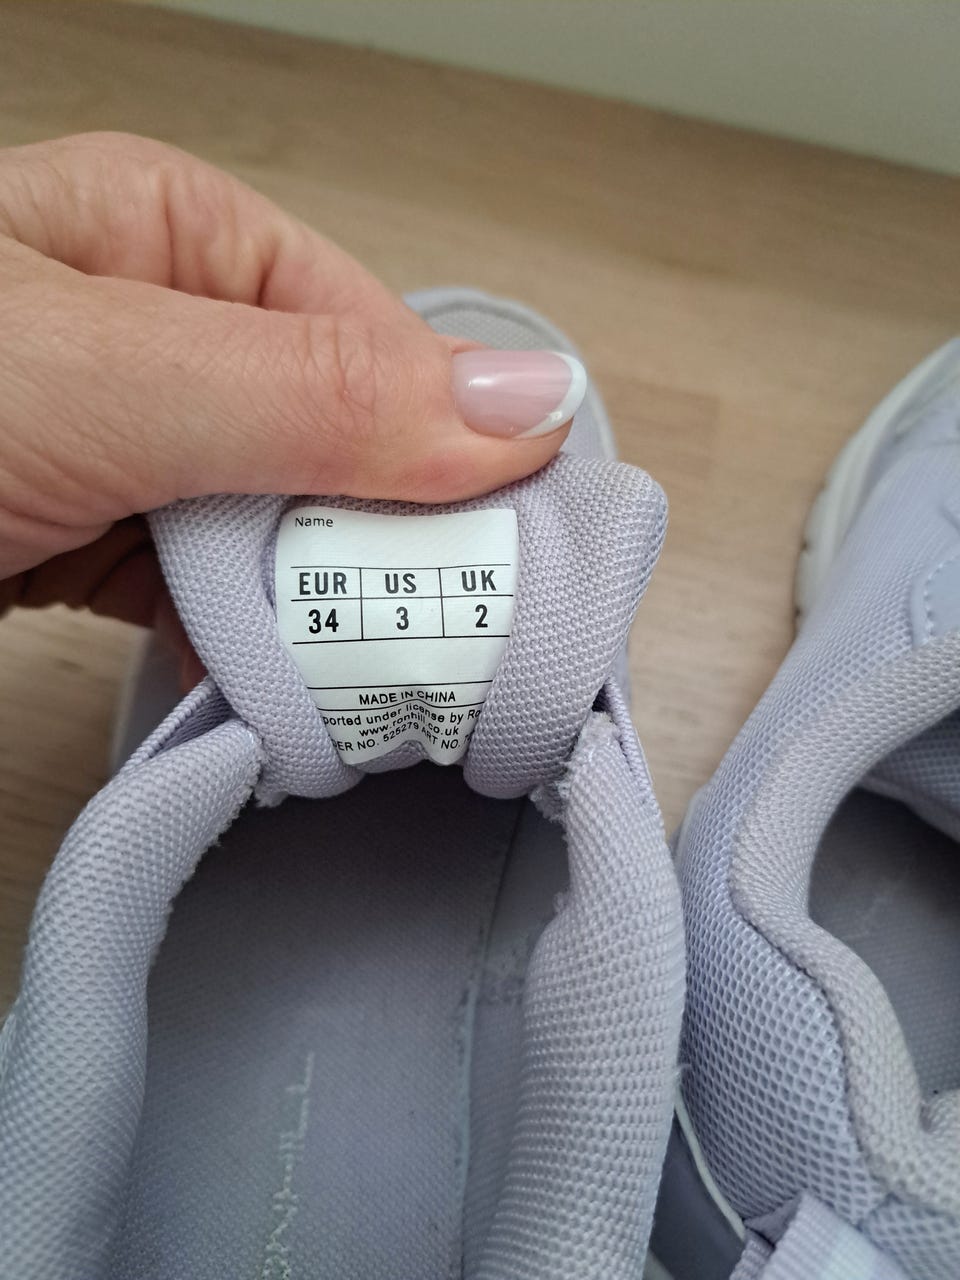 Name
EUR US UK
34 3 2
MADE IN CHINA
ported under license by Ro
www.ronhill.co.uk
ER NO. 525279 ART NO.